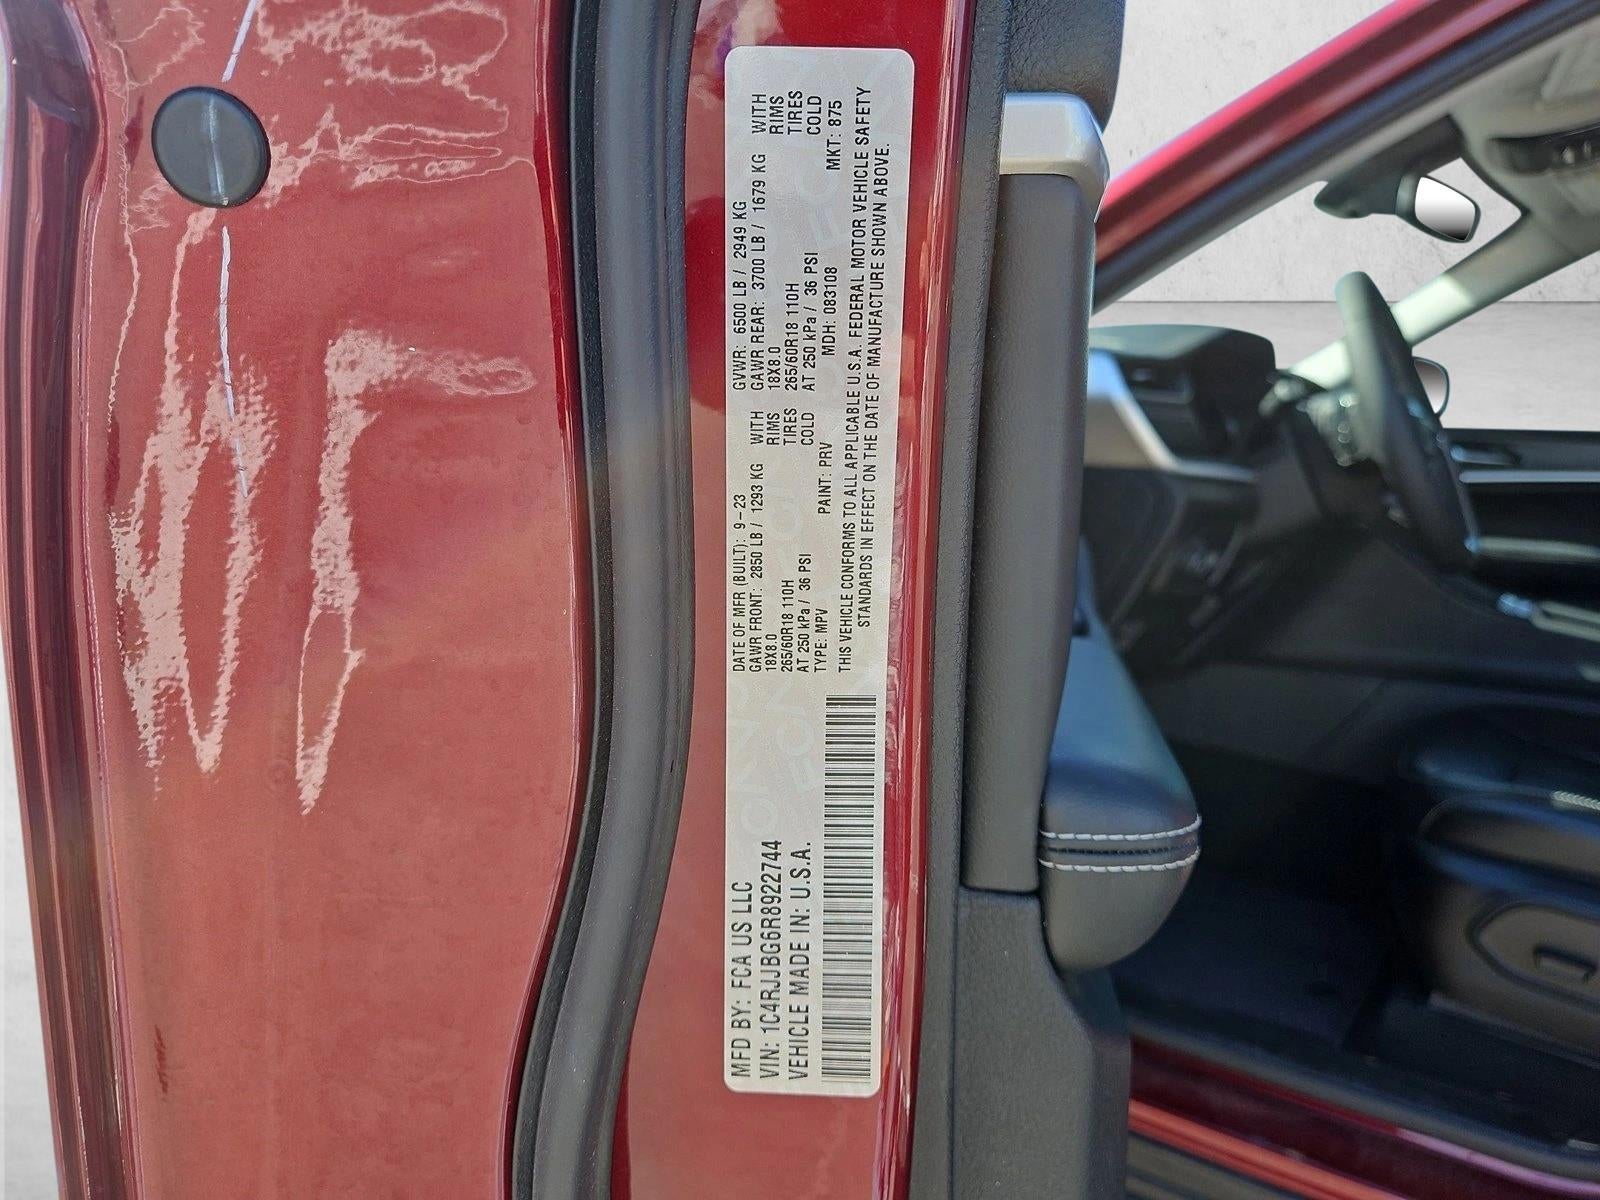 MFD BY: FCA US LLC
VIN: 1C4RJJBG6R8922744
VEHICLE MADE IN: U.S.A.
DATE OF MFR (BUILT): 9-23 GVWR: 6500 LB / 2949 KG
GAWR FRONT: 2850 LB / 1293 KG WITH GAWR REAR: 3700 LB / 1679 KG WITH
18X8.0 RIMS 18X8.0 RIMS
265/60R18 110H TIRES 265/60R18 110H TIRES
AT 250 kPa / 36 PSI COLD AT 250 kPa / 36 PSI COLD
TYPE: MPV PAINT: PRV MDH: 083108 MKT: 875
THIS VEHICLE CONFORMS TO ALL APPLICABLE U.S.A. FEDERAL MOTOR VEHICLE SAFETY
STANDARDS IN EFFECT ON THE DATE OF MANUFACTURE SHOWN ABOVE.